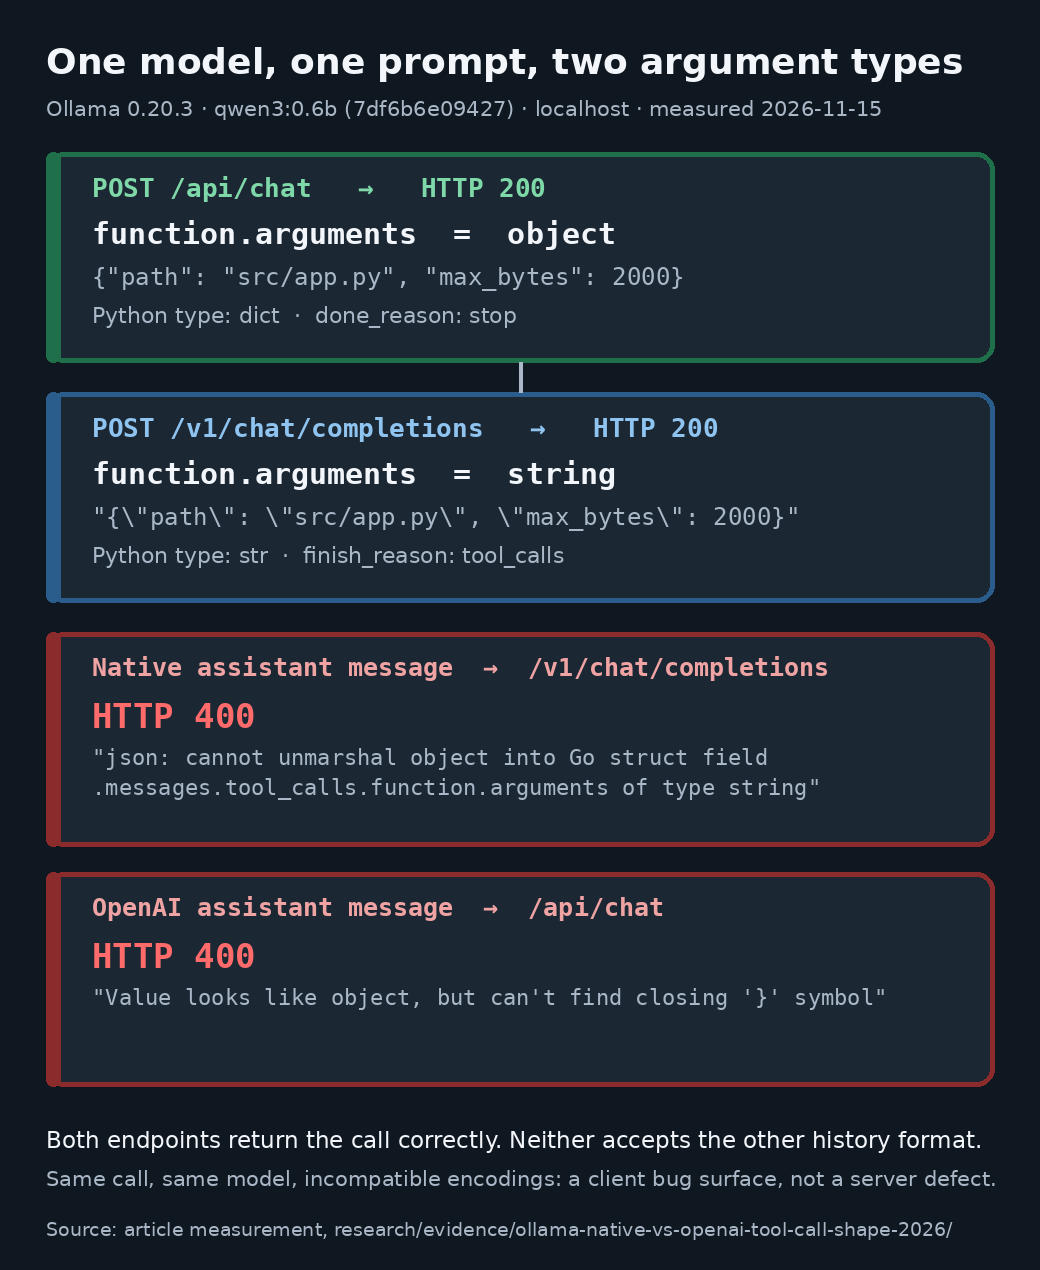 One model, one prompt, two argument types
Ollama 0.20.3 · qwen3:0.6b (7df6b6e09427) · localhost · measured 2026-11-15
POST /api/chat   →   HTTP 200
function.arguments  =  object
{"path": "src/app.py", "max_bytes": 2000}
Python type: dict  ·  done_reason: stop
POST /v1/chat/completions   →   HTTP 200
function.arguments  =  string
"{\"path\": \"src/app.py\", \"max_bytes\": 2000}"
Python type: str  ·  finish_reason: tool_calls
Native assistant message  →  /v1/chat/completions
HTTP 400
"json: cannot unmarshal object into Go struct field
.messages.tool_calls.function.arguments of type string"
OpenAI assistant message  →  /api/chat
HTTP 400
"Value looks like object, but can't find closing '}' symbol"
Both endpoints return the call correctly. Neither accepts the other history format.
Same call, same model, incompatible encodings: a client bug surface, not a server defect.
Source: article measurement, research/evidence/ollama-native-vs-openai-tool-call-shape-2026/